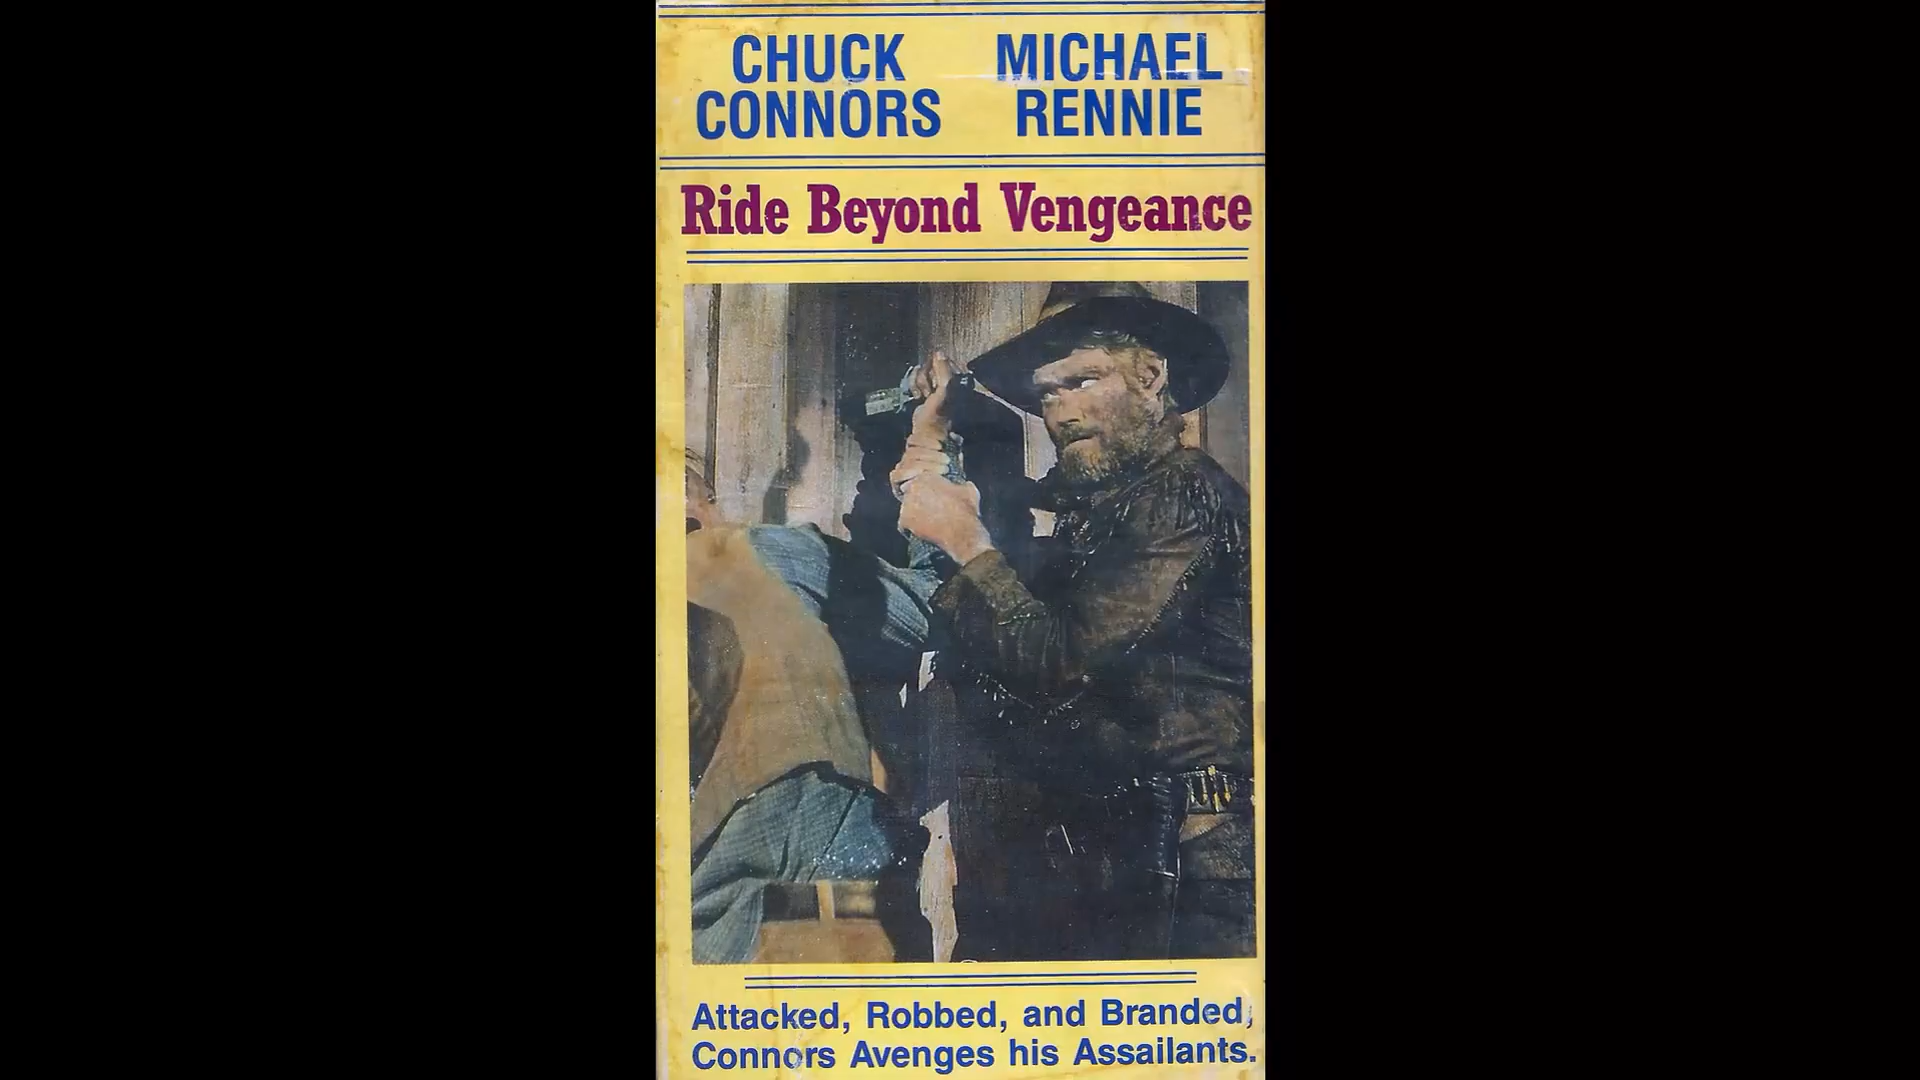 CHUCK MICHAEL
CONNORS RENNIE
Ride Beyond Vengeance
Attacked, Robbed, and Branded,
Connors Avenges his Assailants.